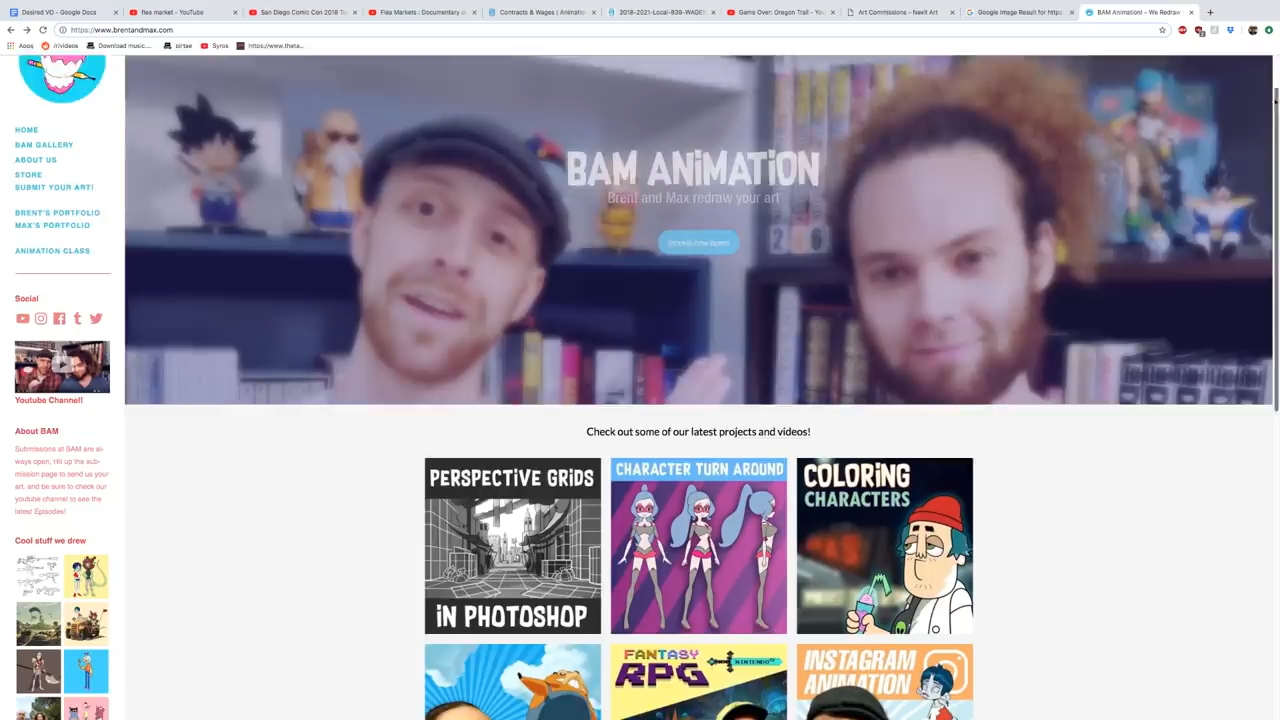 Desired VO - Google Docs
flea market - YouTube
San Diego Comic Con 2018 To
Flea Markets : Documentary d
Contracts & Wages | Animation
2018-2021-Local-839-WAGE
Game Over: Oregon Trail - Yo
Art Commissions – NeXit Art
Google Image Result for https
BAM Animation! – We Redraw
https://www.brentandmax.com
Apps
/r/videos
Download music,...
birtae
Syros
https://www.theta...
HOME
BAM GALLERY
ABOUT US
STORE
SUBMIT YOUR ART!
BRENT'S PORTFOLIO
MAX'S PORTFOLIO
ANIMATION CLASS
Social
Youtube Channel!
About BAM
Submissions at BAM are al-
ways open, Hit up the sub-
mission page to send us your
art. and be sure to check our
youtube channel to see the
latest Episodes!
Cool stuff we drew
BAM ANiMATiON
Brent and Max redraw your art
Check out some of our latest projects and videos!
PERSPECTiVE GRiDS
iN PHOTOSHOP
CHARACTER TURN AROUND
COLORiNG
CHARACTERS
FANTASY
RPG
NINTENDO
iNSTAGRAM
ANiMATiON